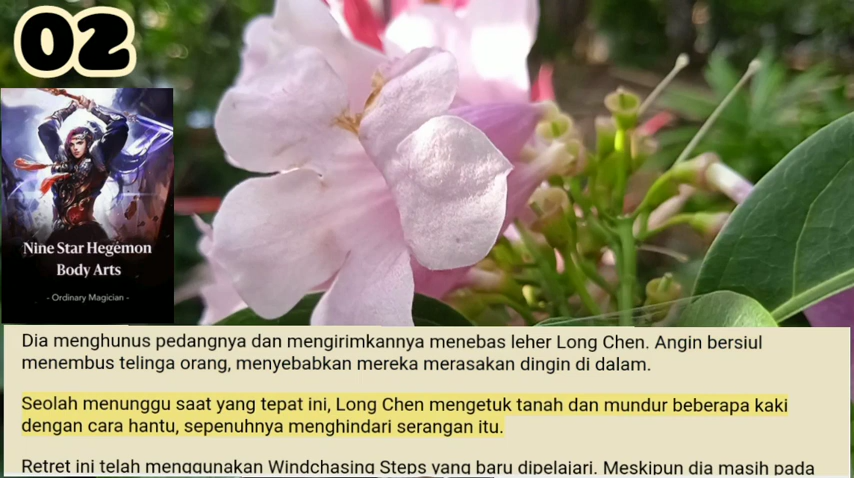 02
Nine Star Hegemon
Body Arts
- Ordinary Magician -
Dia menghunus pedangnya dan mengirimkannya menebas leher Long Chen. Angin bersiul
menembus telinga orang, menyebabkan mereka merasakan dingin di dalam.
Seolah menunggu saat yang tepat ini, Long Chen mengetuk tanah dan mundur beberapa kaki
dengan cara hantu, sepenuhnya menghindari serangan itu.
Retret ini telah menggunakan Windchasing Steps yang baru dipelajari. Meskipun dia masih pada